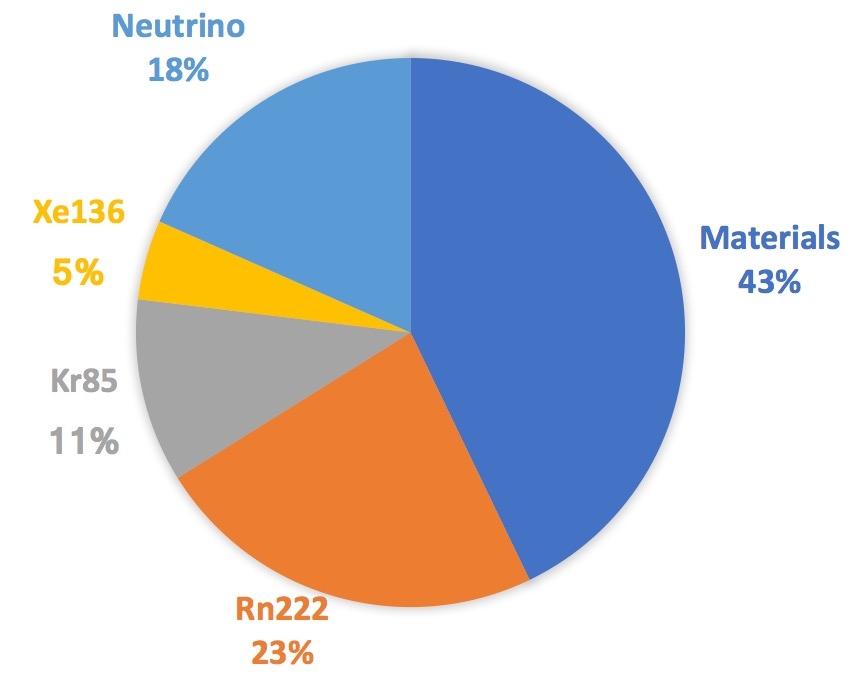 Neutrino
18%
Materials
43%
Xe136
5%
Kr85
11%
Rn222
23%